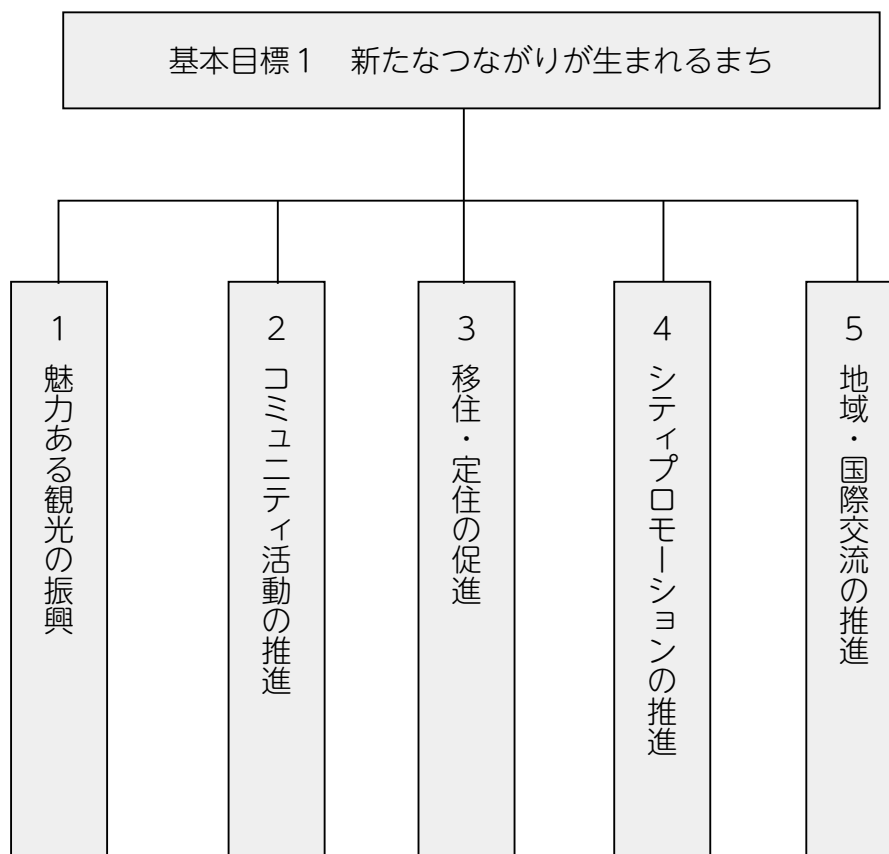 基本目標1　新たなつながりが生まれるまち
1　魅力ある観光の振興
2　コミュニティ活動の推進
3　移住・定住の促進
4　シティプロモーションの推進
5　地域・国際交流の推進